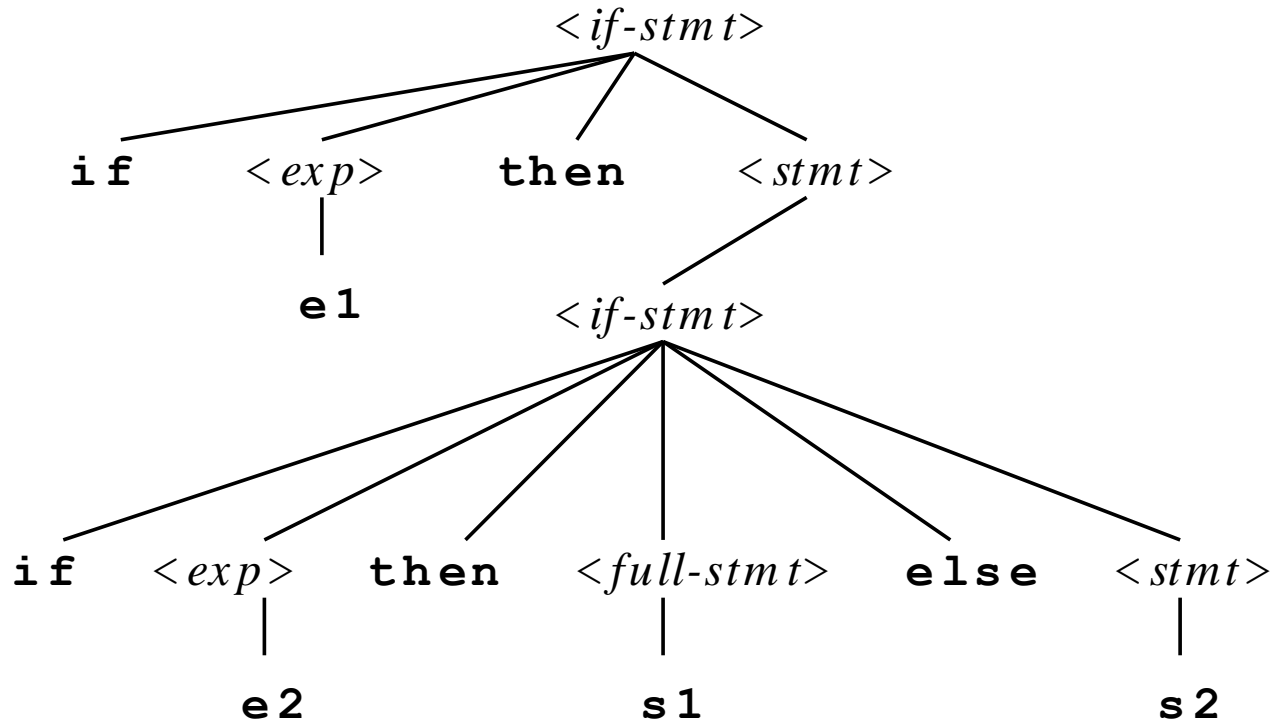 <if-stmt>
if <exp> then <stmt>
e1
<if-stmt>
if <exp> then <full-stmt> else <stmt>
e2 s1 s2